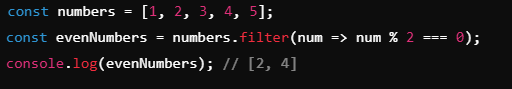 const numbers = [1, 2, 3, 4, 5];
const evenNumbers = numbers.filter(num => num % 2 === 0);
console.log(evenNumbers); // [2, 4]